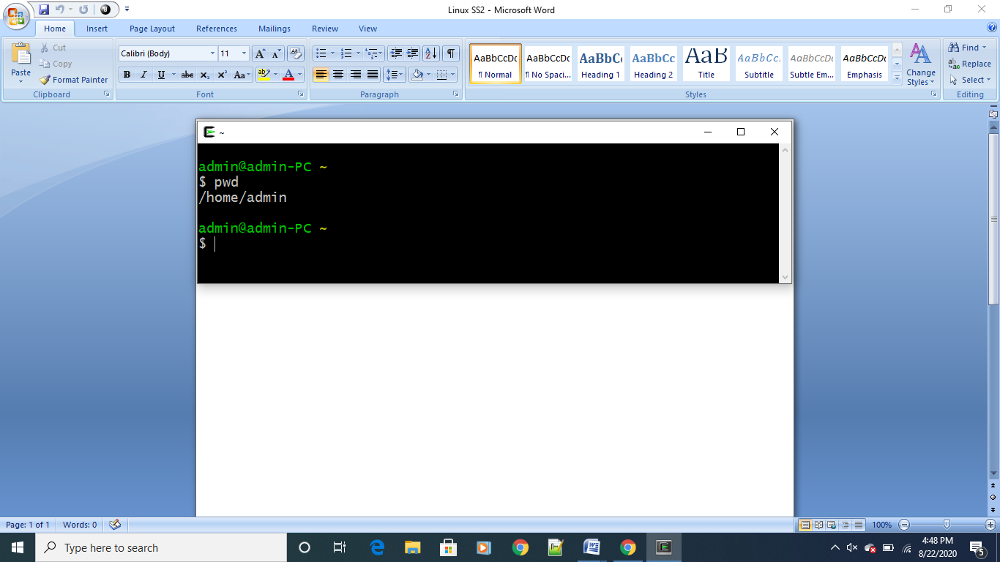 Linux SS2 - Microsoft Word
Home Insert Page Layout References Mailings Review View
Paste
Cut
Copy
Format Painter
Clipboard
Calibri (Body) 11
B I U abc x₂ x² Aa
Font
Paragraph
AaBbCcDc AaBbCcDc AaBbC AaBbCc AaB AaBbCc. AaBbCcDc AaBbCcDc
¶ Normal ¶ No Spaci... Heading 1 Heading 2 Title Subtitle Subtle Em... Emphasis
Change
Styles
Styles
Find
Replace
Select
Editing
~
admin@admin-PC ~
$ pwd
/home/admin
admin@admin-PC ~
$
Page: 1 of 1 Words: 0 100%
Type here to search
4:48 PM
8/22/2020
5